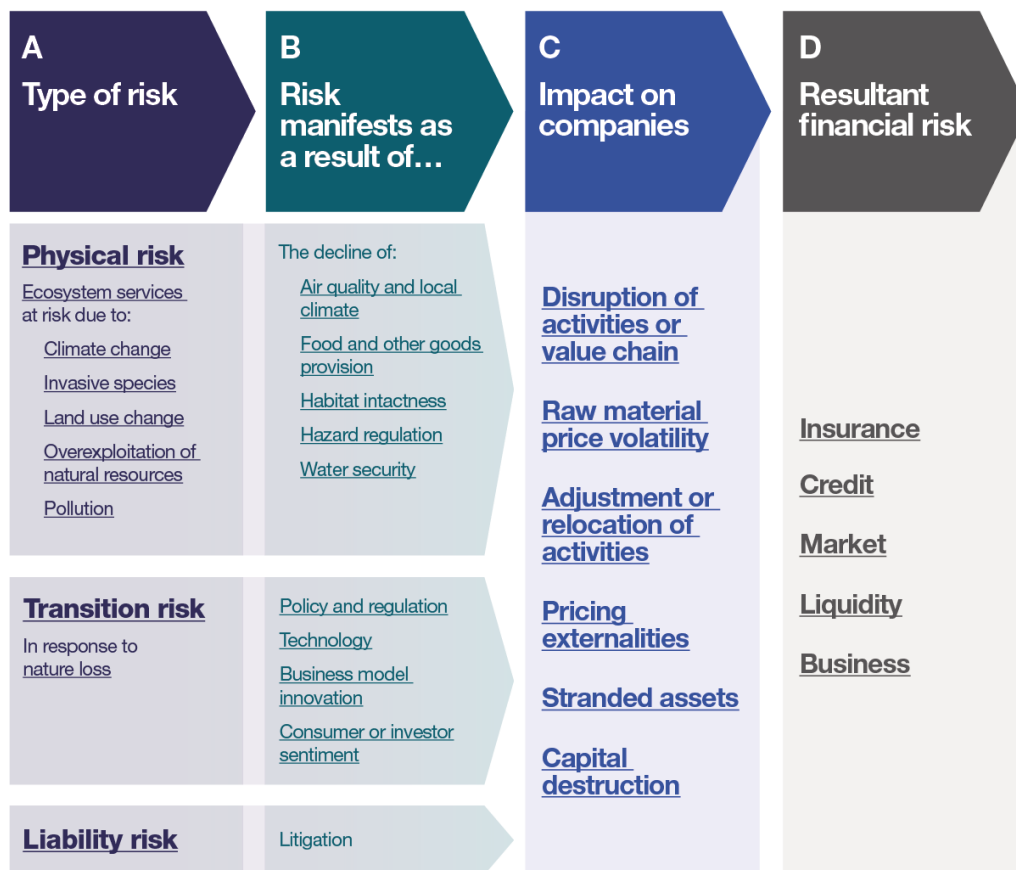 A
Type of risk
B
Risk
manifests as
a result of…
C
Impact on
companies
D
Resultant
financial risk
Physical risk
Ecosystem services
at risk due to:
Climate change
Invasive species
Land use change
Overexploitation of
natural resources
Pollution
The decline of:
Air quality and local
climate
Food and other goods
provision
Habitat intactness
Hazard regulation
Water security
Transition risk
In response to
nature loss
Policy and regulation
Technology
Business model
innovation
Consumer or investor
sentiment
Liability risk
Litigation
Disruption of
activities or
value chain
Raw material
price volatility
Adjustment or
relocation of
activities
Pricing
externalities
Stranded assets
Capital
destruction
Insurance
Credit
Market
Liquidity
Business